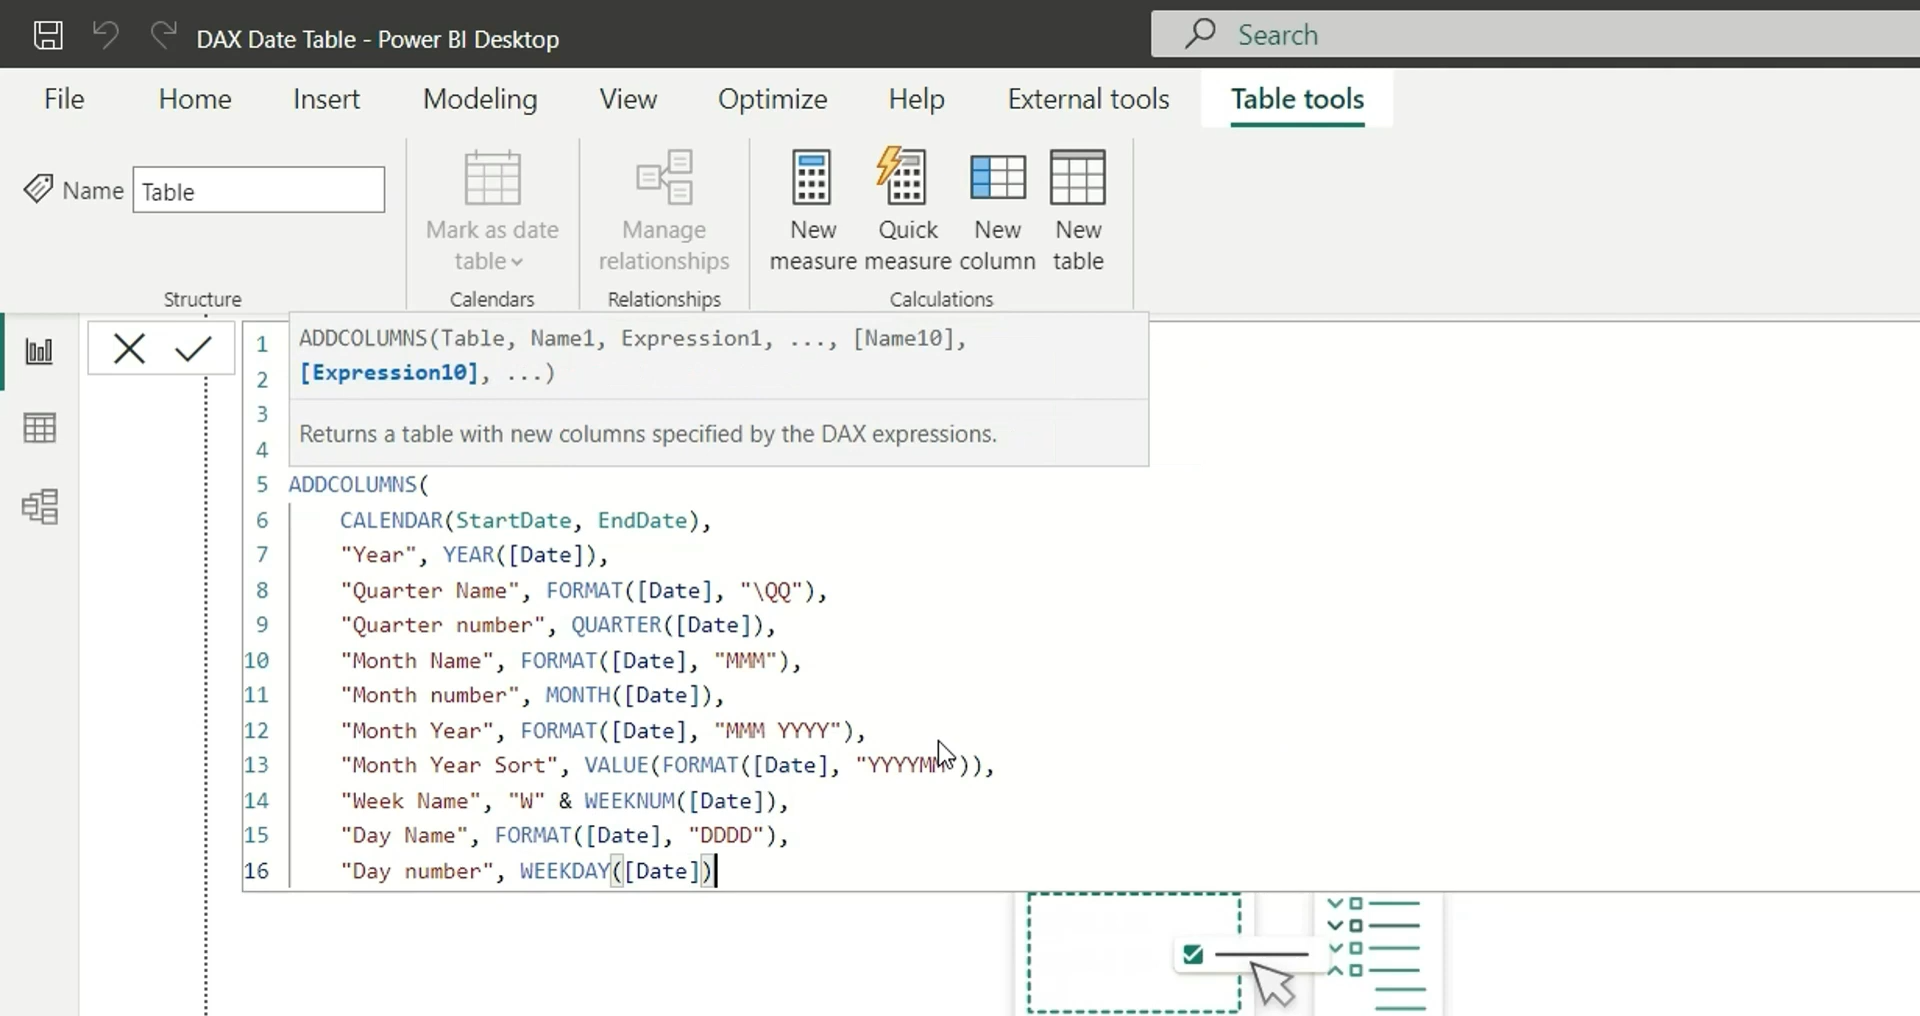 DAX Date Table - Power BI Desktop
Search
File Home Insert Modeling View Optimize Help External tools Table tools
Name Table
Mark as date table
Manage relationships
New measure
Quick measure
New column
New table
Structure Calendars Relationships Calculations
ADDCOLUMNS(Table, Name1, Expression1, ..., [Name10],
[Expression10], ...)
Returns a table with new columns specified by the DAX expressions.
1
2
3
4
5 ADDCOLUMNS(
6 CALENDAR(StartDate, EndDate),
7 "Year", YEAR([Date]),
8 "Quarter Name", FORMAT([Date], "\QQ"),
9 "Quarter number", QUARTER([Date]),
10 "Month Name", FORMAT([Date], "MMM"),
11 "Month number", MONTH([Date]),
12 "Month Year", FORMAT([Date], "MMM YYYY"),
13 "Month Year Sort", VALUE(FORMAT([Date], "YYYYMM")),
14 "Week Name", "W" & WEEKNUM([Date]),
15 "Day Name", FORMAT([Date], "DDDD"),
16 "Day number", WEEKDAY([Date])